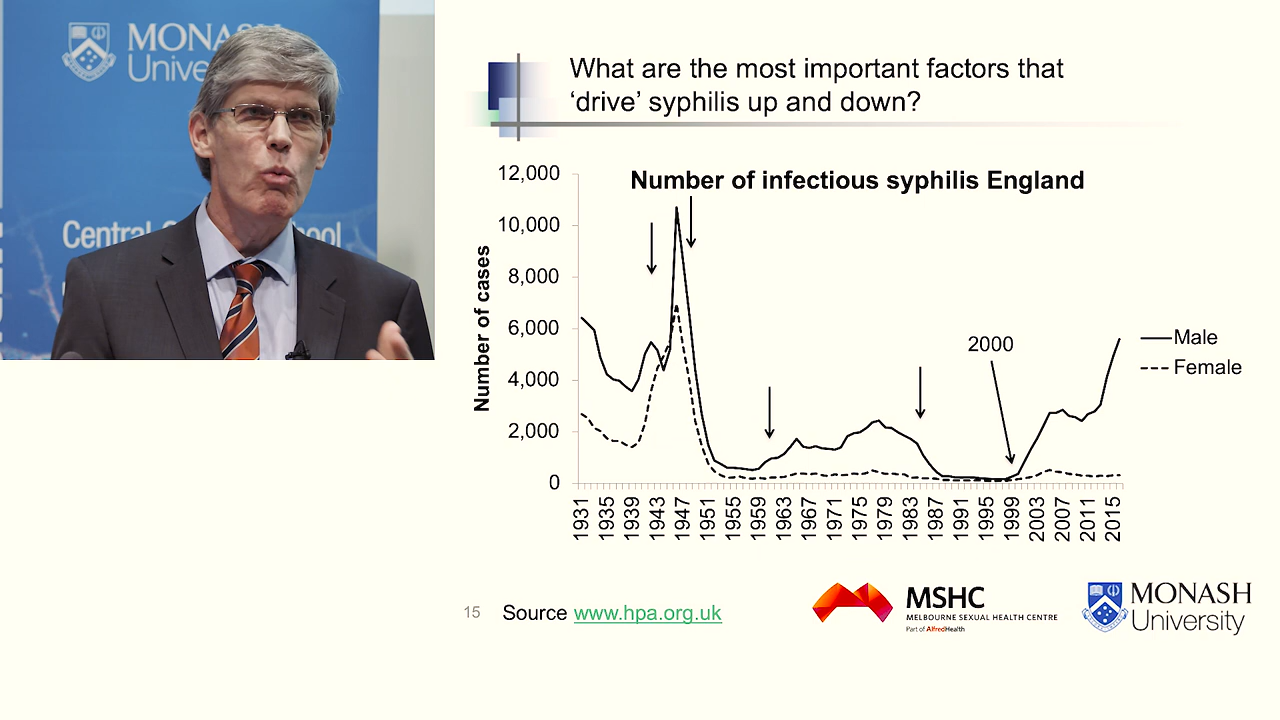 MONA
Unive
Central
ool
What are the most important factors that
‘drive’ syphilis up and down?
Number of infectious syphilis England
12,000
10,000
8,000
6,000
4,000
2,000
0
Number of cases
2000
Male
Female
1931
1935
1939
1943
1947
1951
1955
1959
1963
1967
1971
1975
1979
1983
1987
1991
1995
1999
2003
2007
2011
2015
15 Source www.hpa.org.uk
MSHC
MELBOURNE SEXUAL HEALTH CENTRE
Part of AlfredHealth
MONASH
University